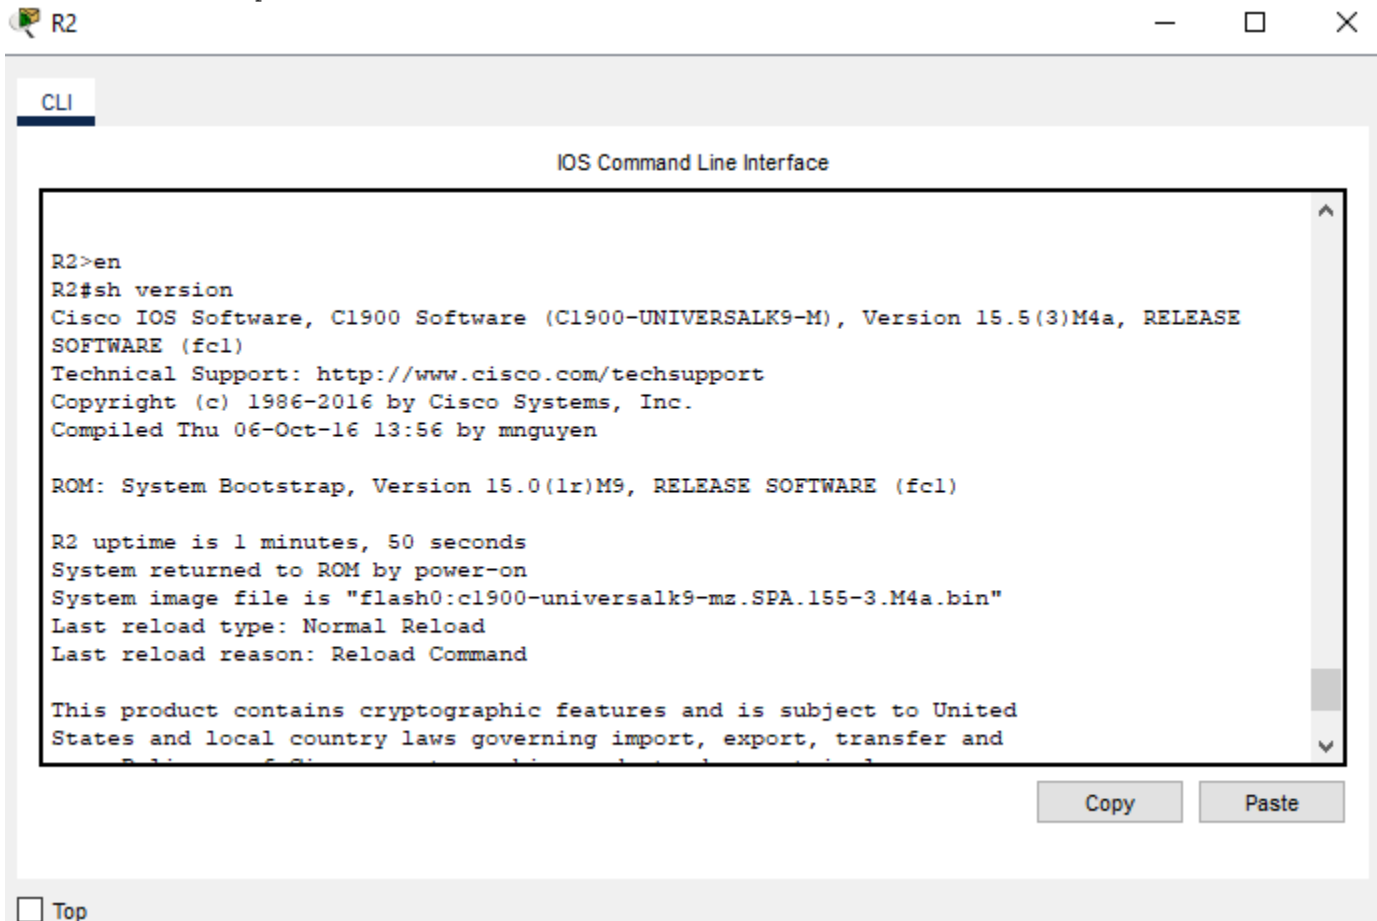 R2
CLI
IOS Command Line Interface
R2>en
R2#sh version
Cisco IOS Software, C1900 Software (C1900-UNIVERSALK9-M), Version 15.5(3)M4a, RELEASE
SOFTWARE (fc1)
Technical Support: http://www.cisco.com/techsupport
Copyright (c) 1986-2016 by Cisco Systems, Inc.
Compiled Thu 06-Oct-16 13:56 by mnguyen
ROM: System Bootstrap, Version 15.0(1r)M9, RELEASE SOFTWARE (fc1)
R2 uptime is 1 minutes, 50 seconds
System returned to ROM by power-on
System image file is "flash0:c1900-universalk9-mz.SPA.155-3.M4a.bin"
Last reload type: Normal Reload
Last reload reason: Reload Command
This product contains cryptographic features and is subject to United
States and local country laws governing import, export, transfer and
Copy
Paste
Top